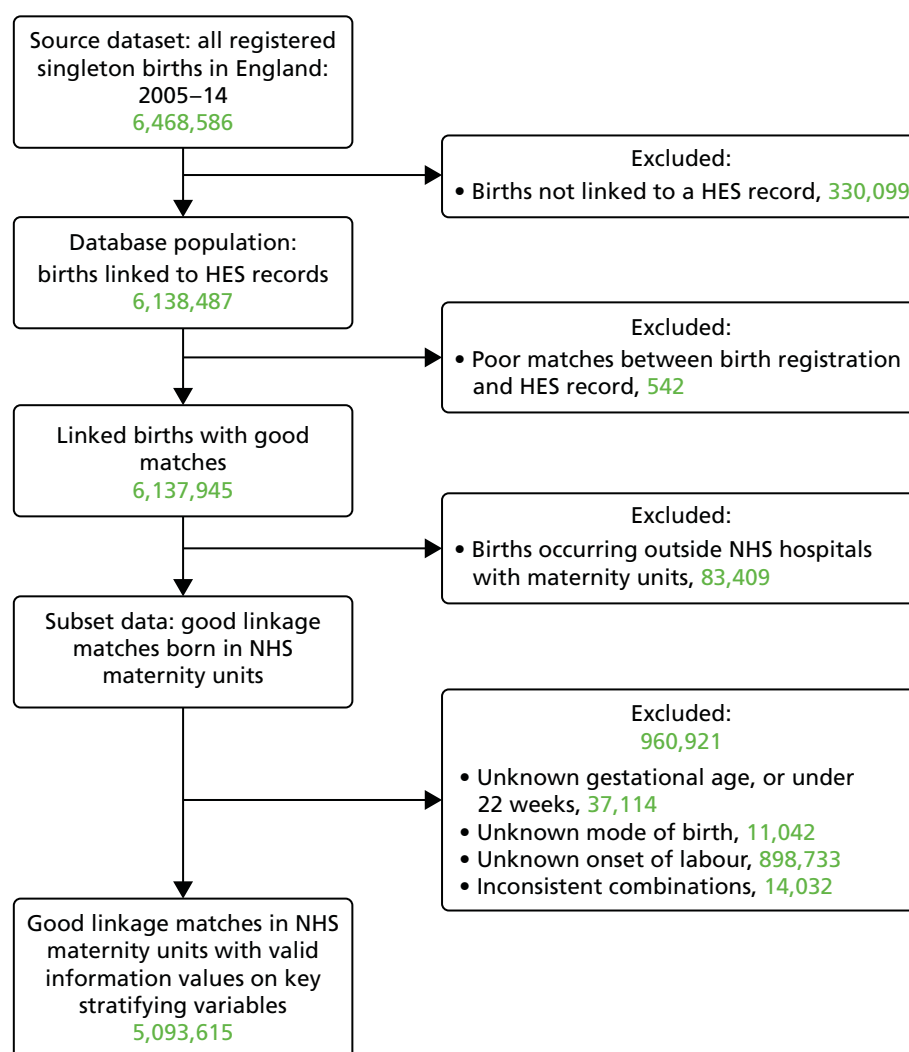 Source dataset: all registered
singleton births in England:
2005–14
6,468,586
Excluded:
• Births not linked to a HES record, 330,099
Database population:
births linked to HES records
6,138,487
Excluded:
• Poor matches between birth registration
and HES record, 542
Linked births with good
matches
6,137,945
Excluded:
• Births occurring outside NHS hospitals
with maternity units, 83,409
Subset data: good linkage
matches born in NHS
maternity units
Excluded:
960,921
• Unknown gestational age, or under
22 weeks, 37,114
• Unknown mode of birth, 11,042
• Unknown onset of labour, 898,733
• Inconsistent combinations, 14,032
Good linkage matches in NHS
maternity units with valid
information values on key
stratifying variables
5,093,615